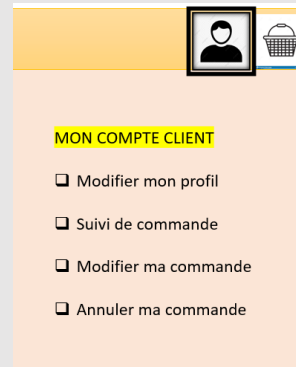 MON COMPTE CLIENT
❑ Modifier mon profil
❑ Suivi de commande
❑ Modifier ma commande
❑ Annuler ma commande